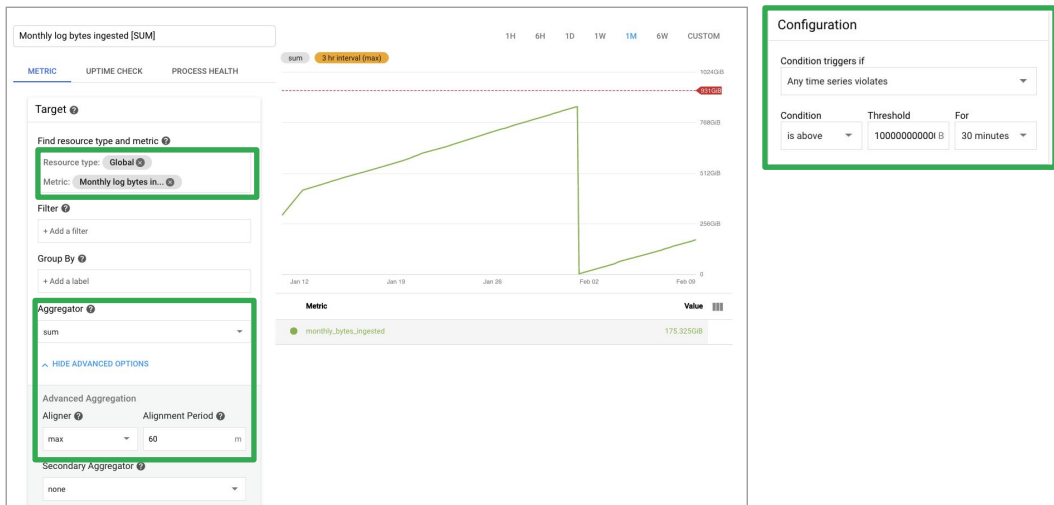 Monthly log bytes ingested [SUM]
METRIC UPTIME CHECK PROCESS HEALTH
Target
Find resource type and metric
Resource type: Global
Metric: Monthly log bytes in...
Filter
+ Add a filter
Group By
+ Add a label
Aggregator
sum
HIDE ADVANCED OPTIONS
Advanced Aggregation
Aligner Alignment Period
max 60 m
Secondary Aggregator
none
1H 6H 1D 1W 1M 6W CUSTOM
sum 3 hr interval (max)
1024GiB
931GiB
768GiB
512GiB
256GiB
0
Jan 12 Jan 19 Jan 26 Feb 02 Feb 09
Metric Value
monthly_bytes_ingested 175.325GiB
Configuration
Condition triggers if
Any time series violates
Condition Threshold For
is above 100000000000 B 30 minutes